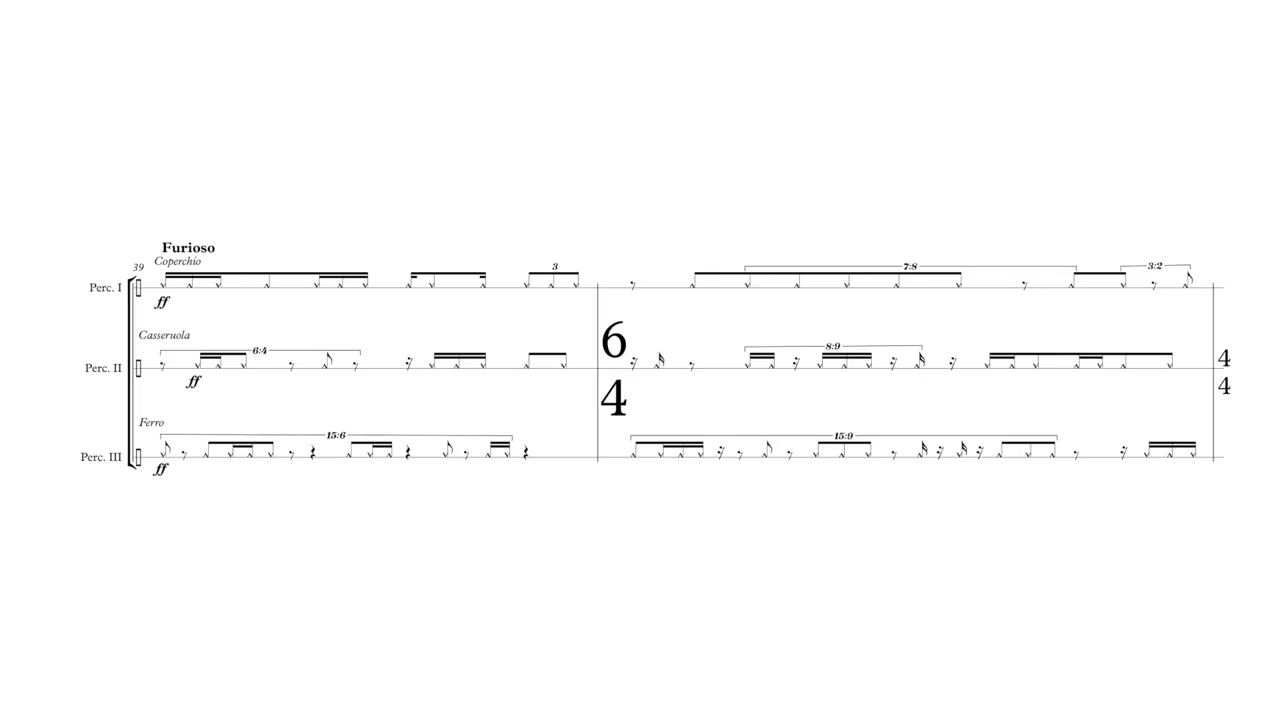 Furioso
39 Coperchio
3 7:8 3:2
Perc. I
ff
Casseruola
6:4 8:9
Perc. II
6
4
4
4
ff
Ferro
15:6 15:9
Perc. III
ff